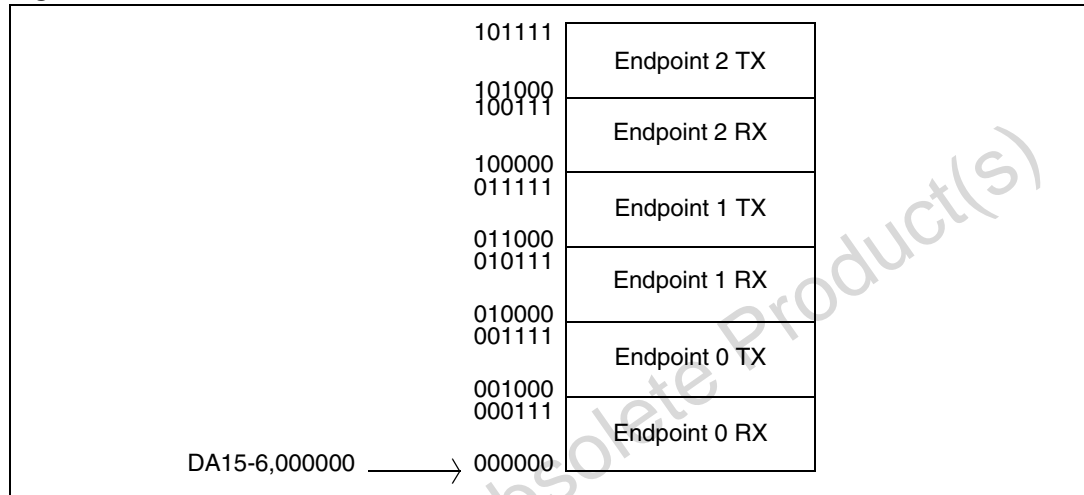 101111
Endpoint 2 TX
101000
100111
Endpoint 2 RX
100000
011111
Endpoint 1 TX
011000
010111
Endpoint 1 RX
010000
001111
Endpoint 0 TX
001000
000111
Endpoint 0 RX
DA15-6,000000
000000
solete Product(s)